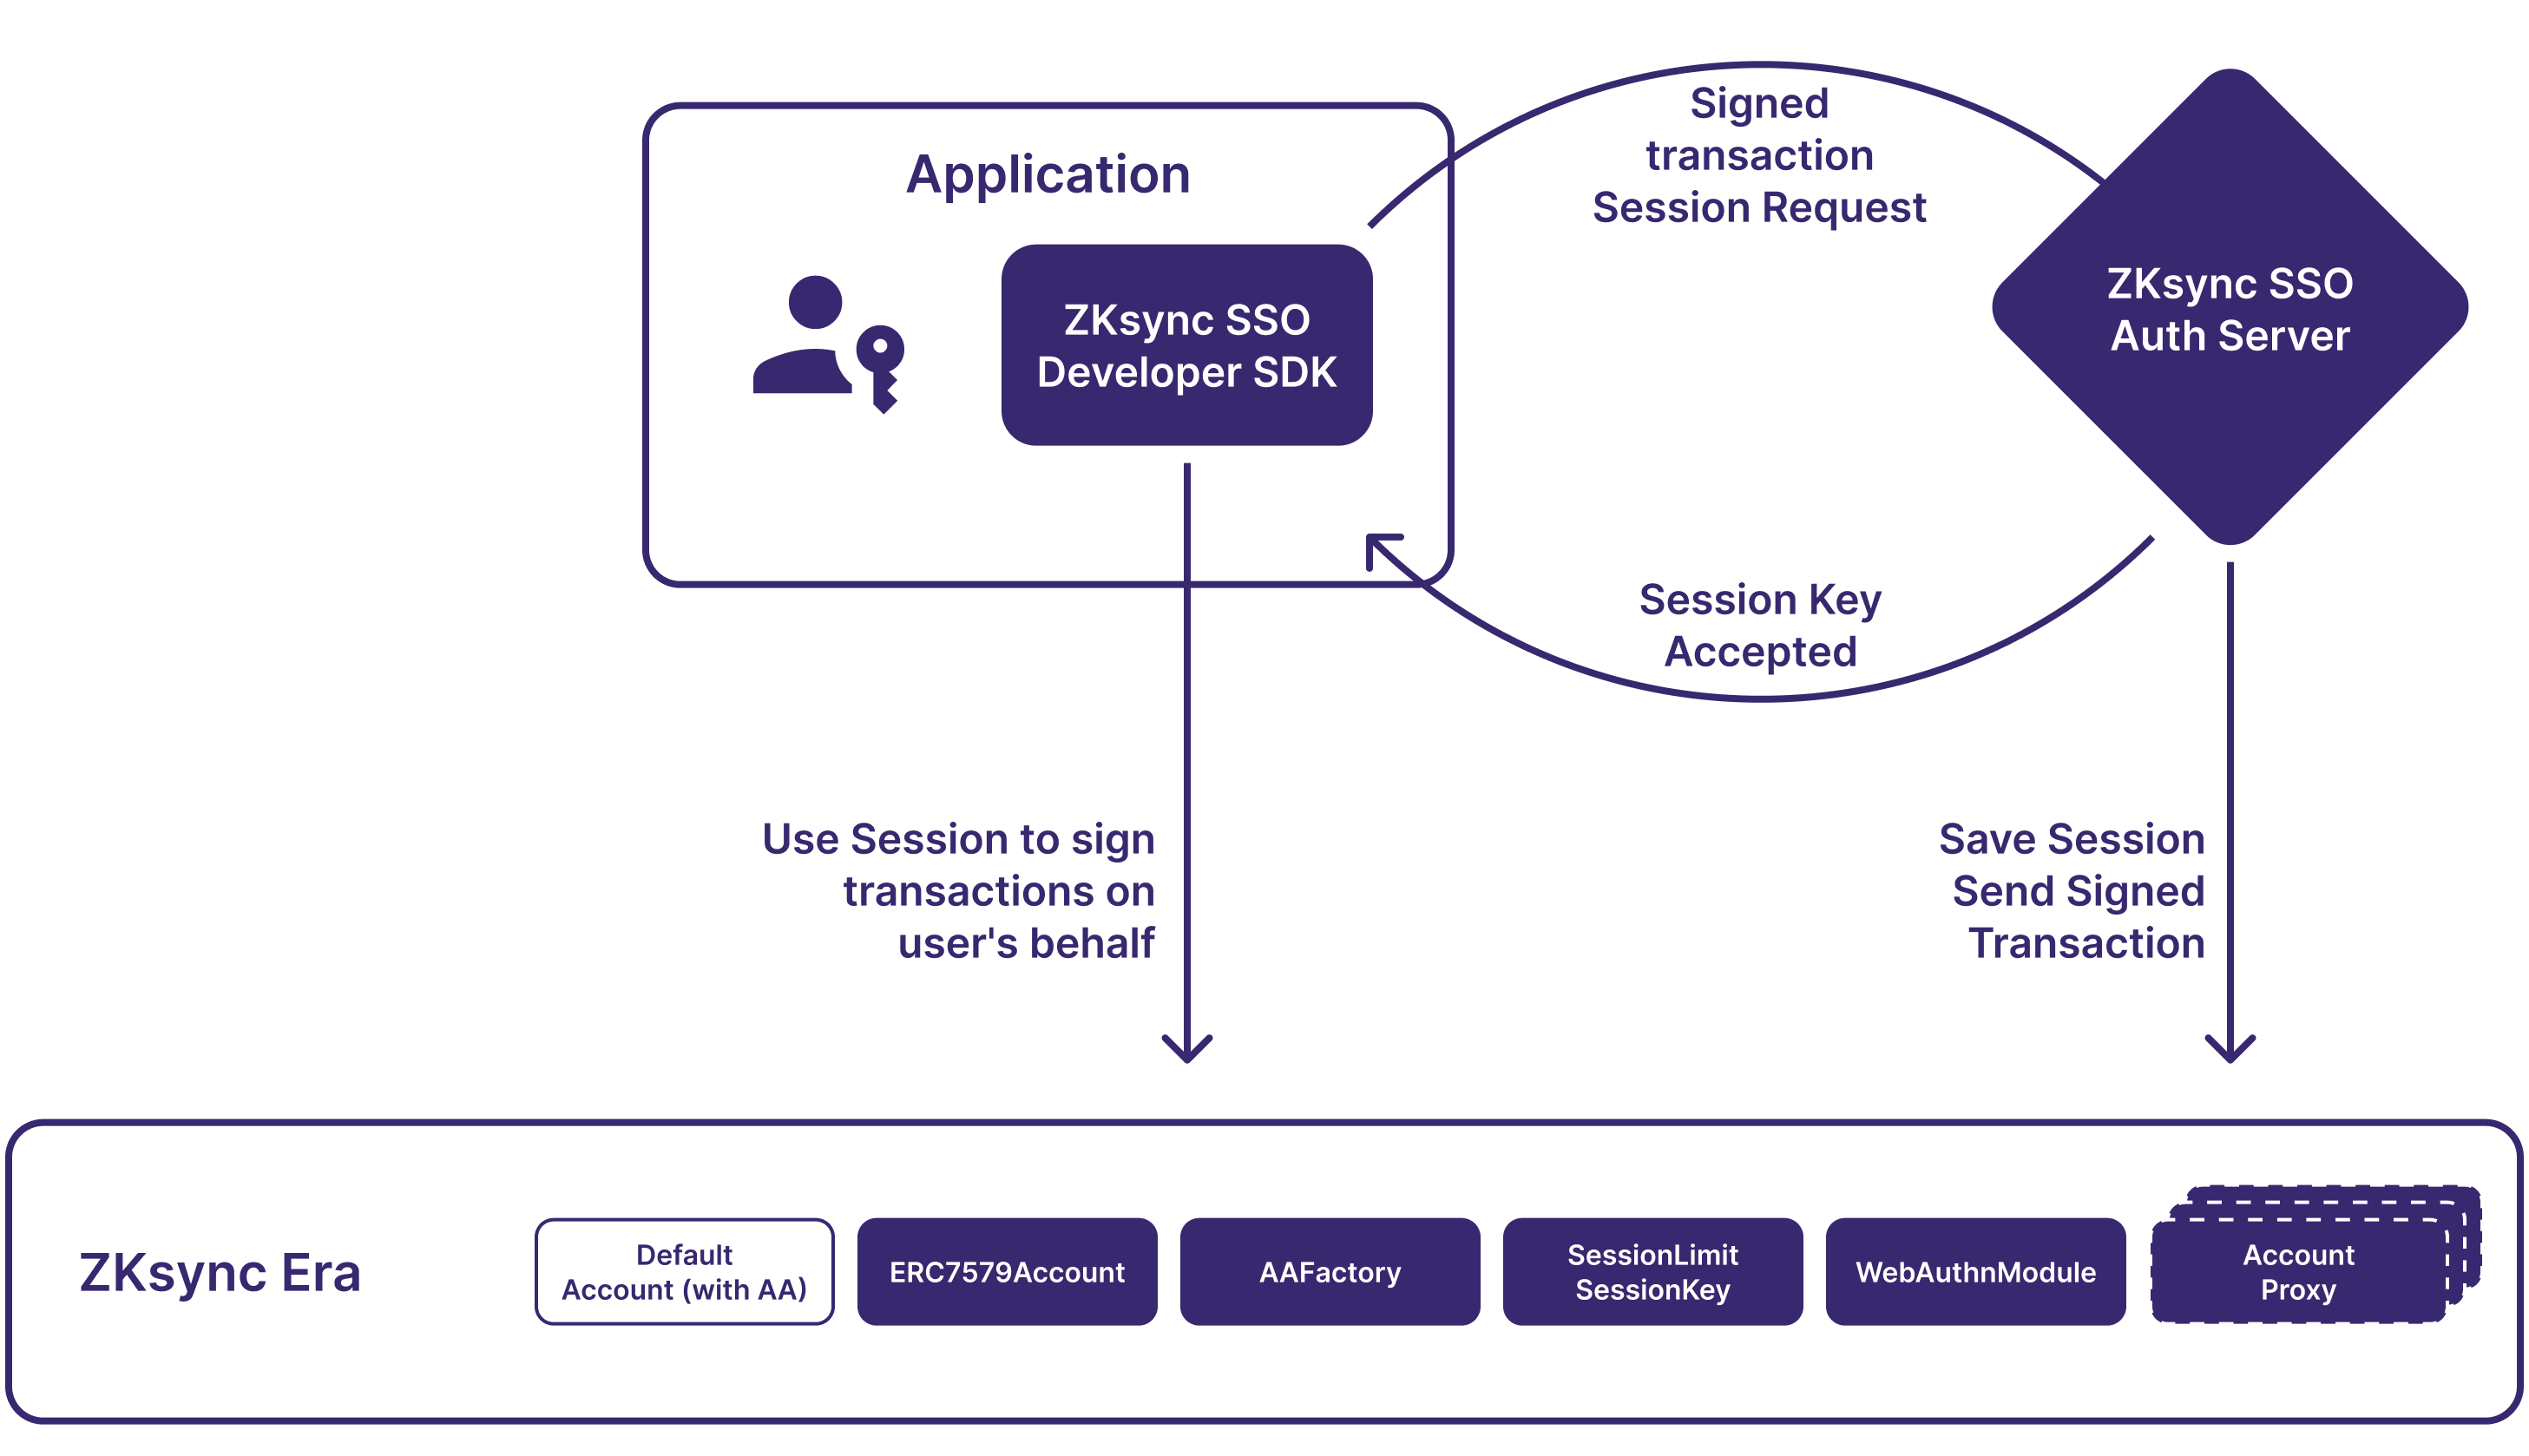 Application
ZKsync SSO
Developer SDK
Signed
transaction
Session Request
ZKsync SSO
Auth Server
Session Key
Accepted
Use Session to sign
transactions on
user's behalf
Save Session
Send Signed
Transaction
ZKsync Era
Default
Account (with AA)
ERC7579Account
AAFactory
SessionLimit
SessionKey
WebAuthnModule
Account
Proxy